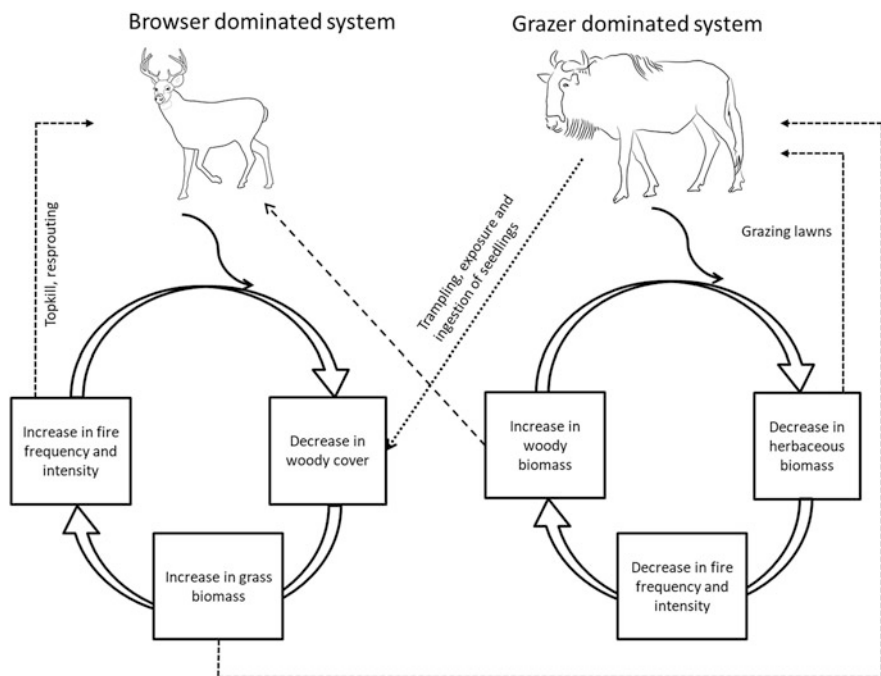 Browser dominated system
Grazer dominated system
Topkill, resprouting
Trampling, exposure and
ingestion of seedlings
Grazing lawns
Increase in fire
frequency and
intensity
Decrease in
woody cover
Increase in grass
biomass
Increase in
woody
biomass
Decrease in
herbaceous
biomass
Decrease in fire
frequency and
intensity